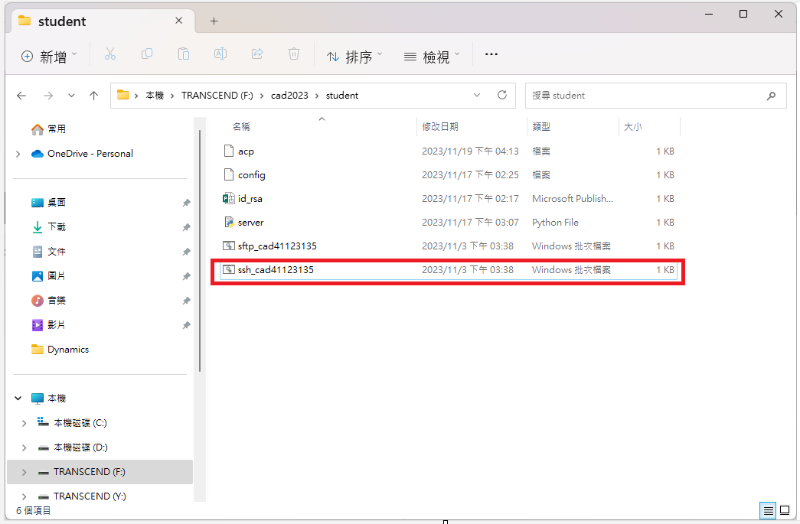 student
新增
排序
檢視
本機 TRANSCEND (F:) cad2023 student
搜尋 student
常用
OneDrive - Personal
桌面
下載
文件
圖片
音樂
影片
Dynamics
本機
本機磁碟 (C:)
本機磁碟 (D:)
TRANSCEND (F:)
TRANSCEND (Y:)
名稱 修改日期 類型 大小
acp 2023/11/19 下午 04:13 檔案 1 KB
config 2023/11/17 下午 02:25 檔案 1 KB
id_rsa 2023/11/17 下午 02:17 Microsoft Publish... 1 KB
server 2023/11/17 下午 03:07 Python File 1 KB
sftp_cad41123135 2023/11/3 下午 03:38 Windows 批次檔案 1 KB
ssh_cad41123135 2023/11/3 下午 03:38 Windows 批次檔案 1 KB
6 個項目